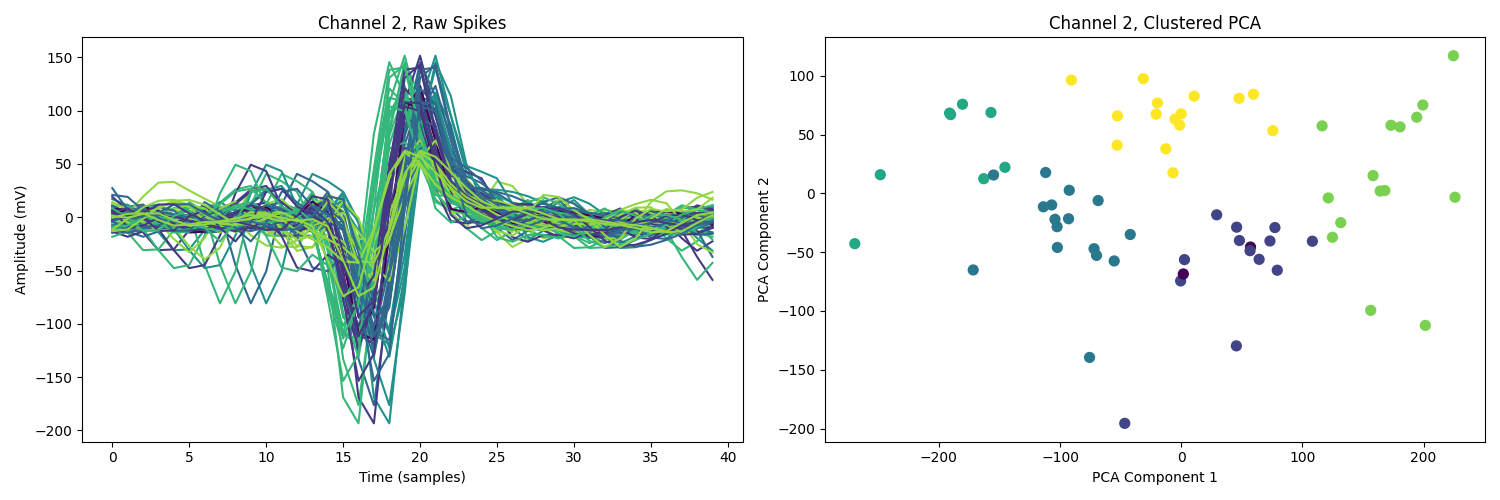 Channel 2, Raw Spikes
150
100
50
0
−50
−100
−150
−200
Amplitude (mV)
0 5 10 15 20 25 30 35 40
Time (samples)
Channel 2, Clustered PCA
100
50
0
−50
−100
−150
−200
PCA Component 2
−200 −100 0 100 200
PCA Component 1